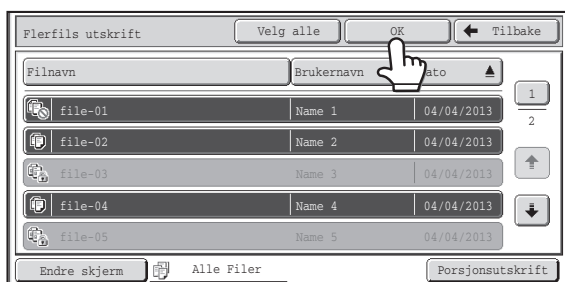 Flerfils utskrift Velg alle OK Tilbake
Filnavn Brukernavn ato
file-01 Name 1 04/04/2013
file-02 Name 2 04/04/2013
file-03 Name 3 04/04/2013
file-04 Name 4 04/04/2013
file-05 Name 5 04/04/2013
1
2
Endre skjerm Alle Filer Porsjonsutskrift